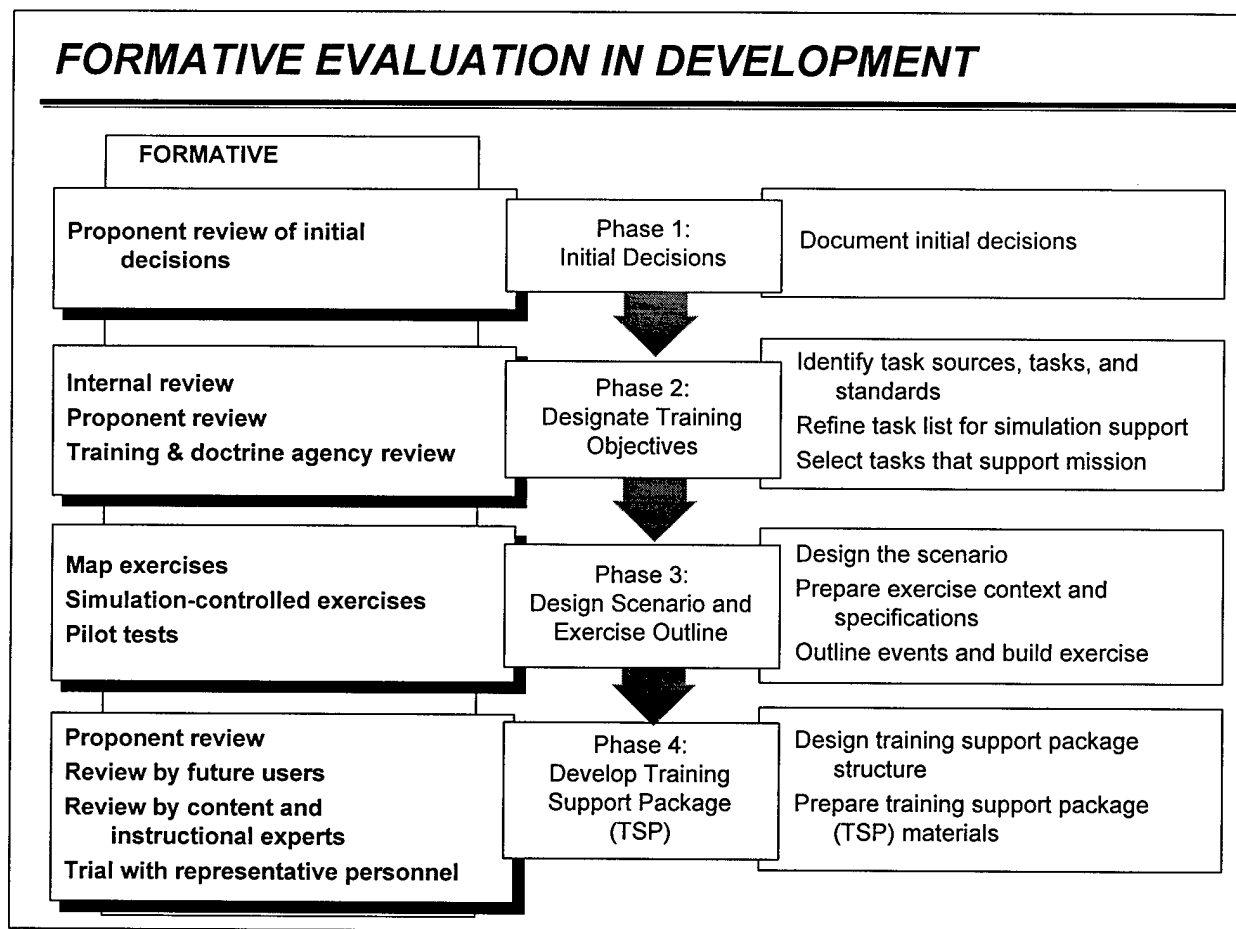 FORMATIVE EVALUATION IN DEVELOPMENT
FORMATIVE
Proponent review of initial
decisions
Phase 1:
Initial Decisions
Document initial decisions
Internal review
Proponent review
Training & doctrine agency review
Phase 2:
Designate Training
Objectives
Identify task sources, tasks, and
standards
Refine task list for simulation support
Select tasks that support mission
Map exercises
Simulation-controlled exercises
Pilot tests
Phase 3:
Design Scenario and
Exercise Outline
Design the scenario
Prepare exercise context and
specifications
Outline events and build exercise
Proponent review
Review by future users
Review by content and
instructional experts
Trial with representative personnel
Phase 4:
Develop Training
Support Package
(TSP)
Design training support package
structure
Prepare training support package
(TSP) materials